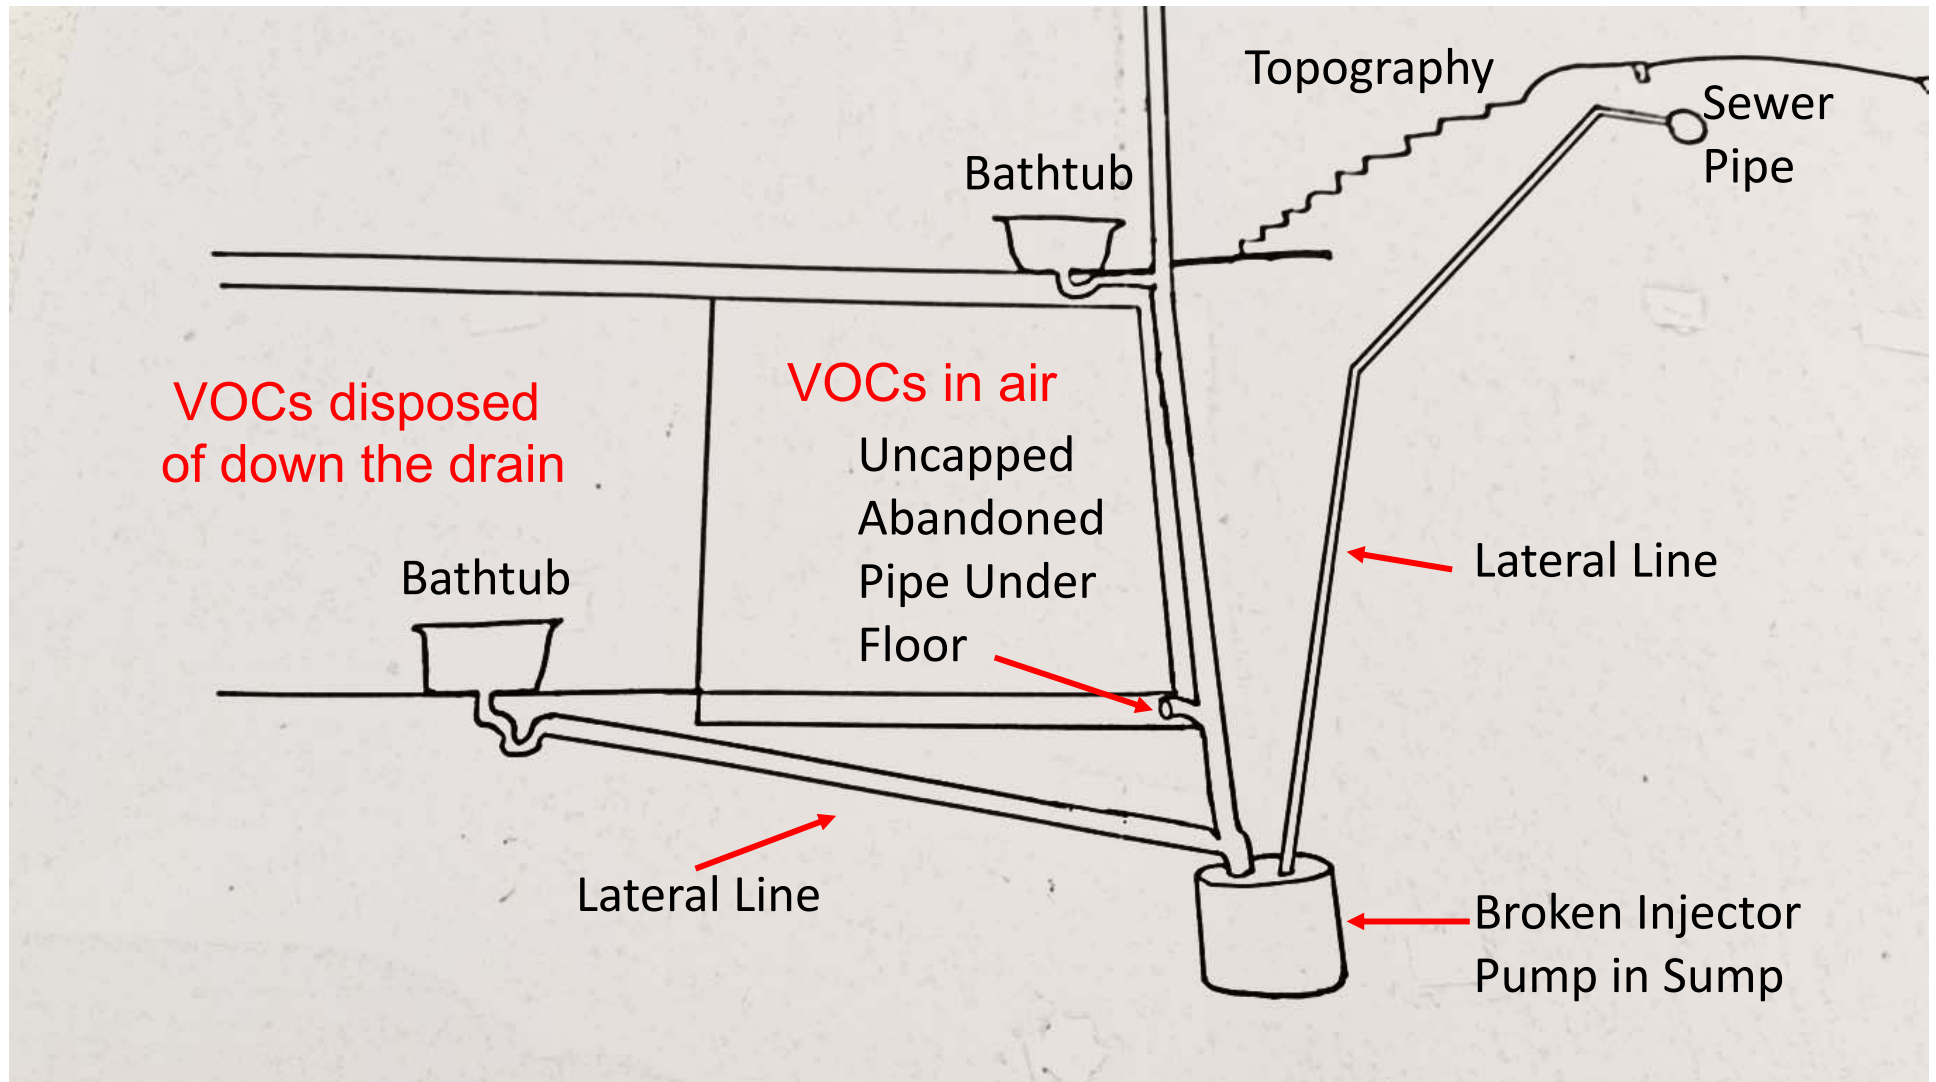 Topography
Sewer
Pipe
Bathtub
VOCs disposed
of down the drain
VOCs in air
Uncapped
Abandoned
Pipe Under
Floor
Bathtub
Lateral Line
Lateral Line
Broken Injector
Pump in Sump